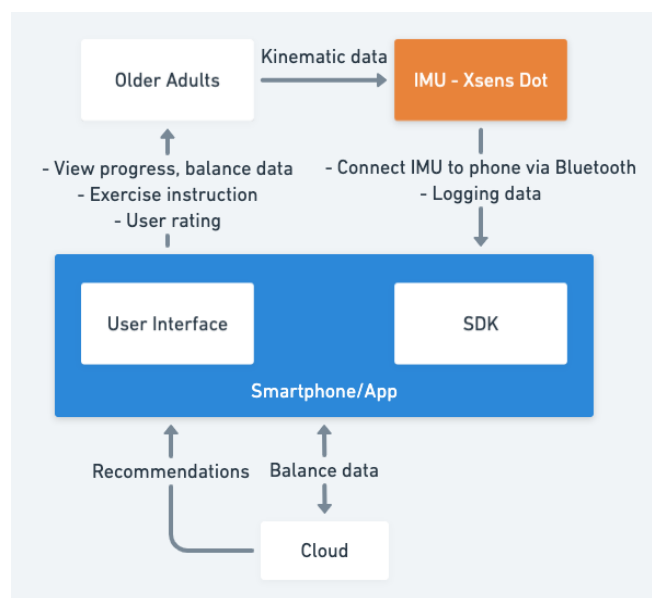 Kinematic data
Older Adults
IMU - Xsens Dot
- View progress, balance data
- Exercise instruction
- User rating
- Connect IMU to phone via Bluetooth
- Logging data
User Interface
SDK
Smartphone/App
Recommendations
Balance data
Cloud